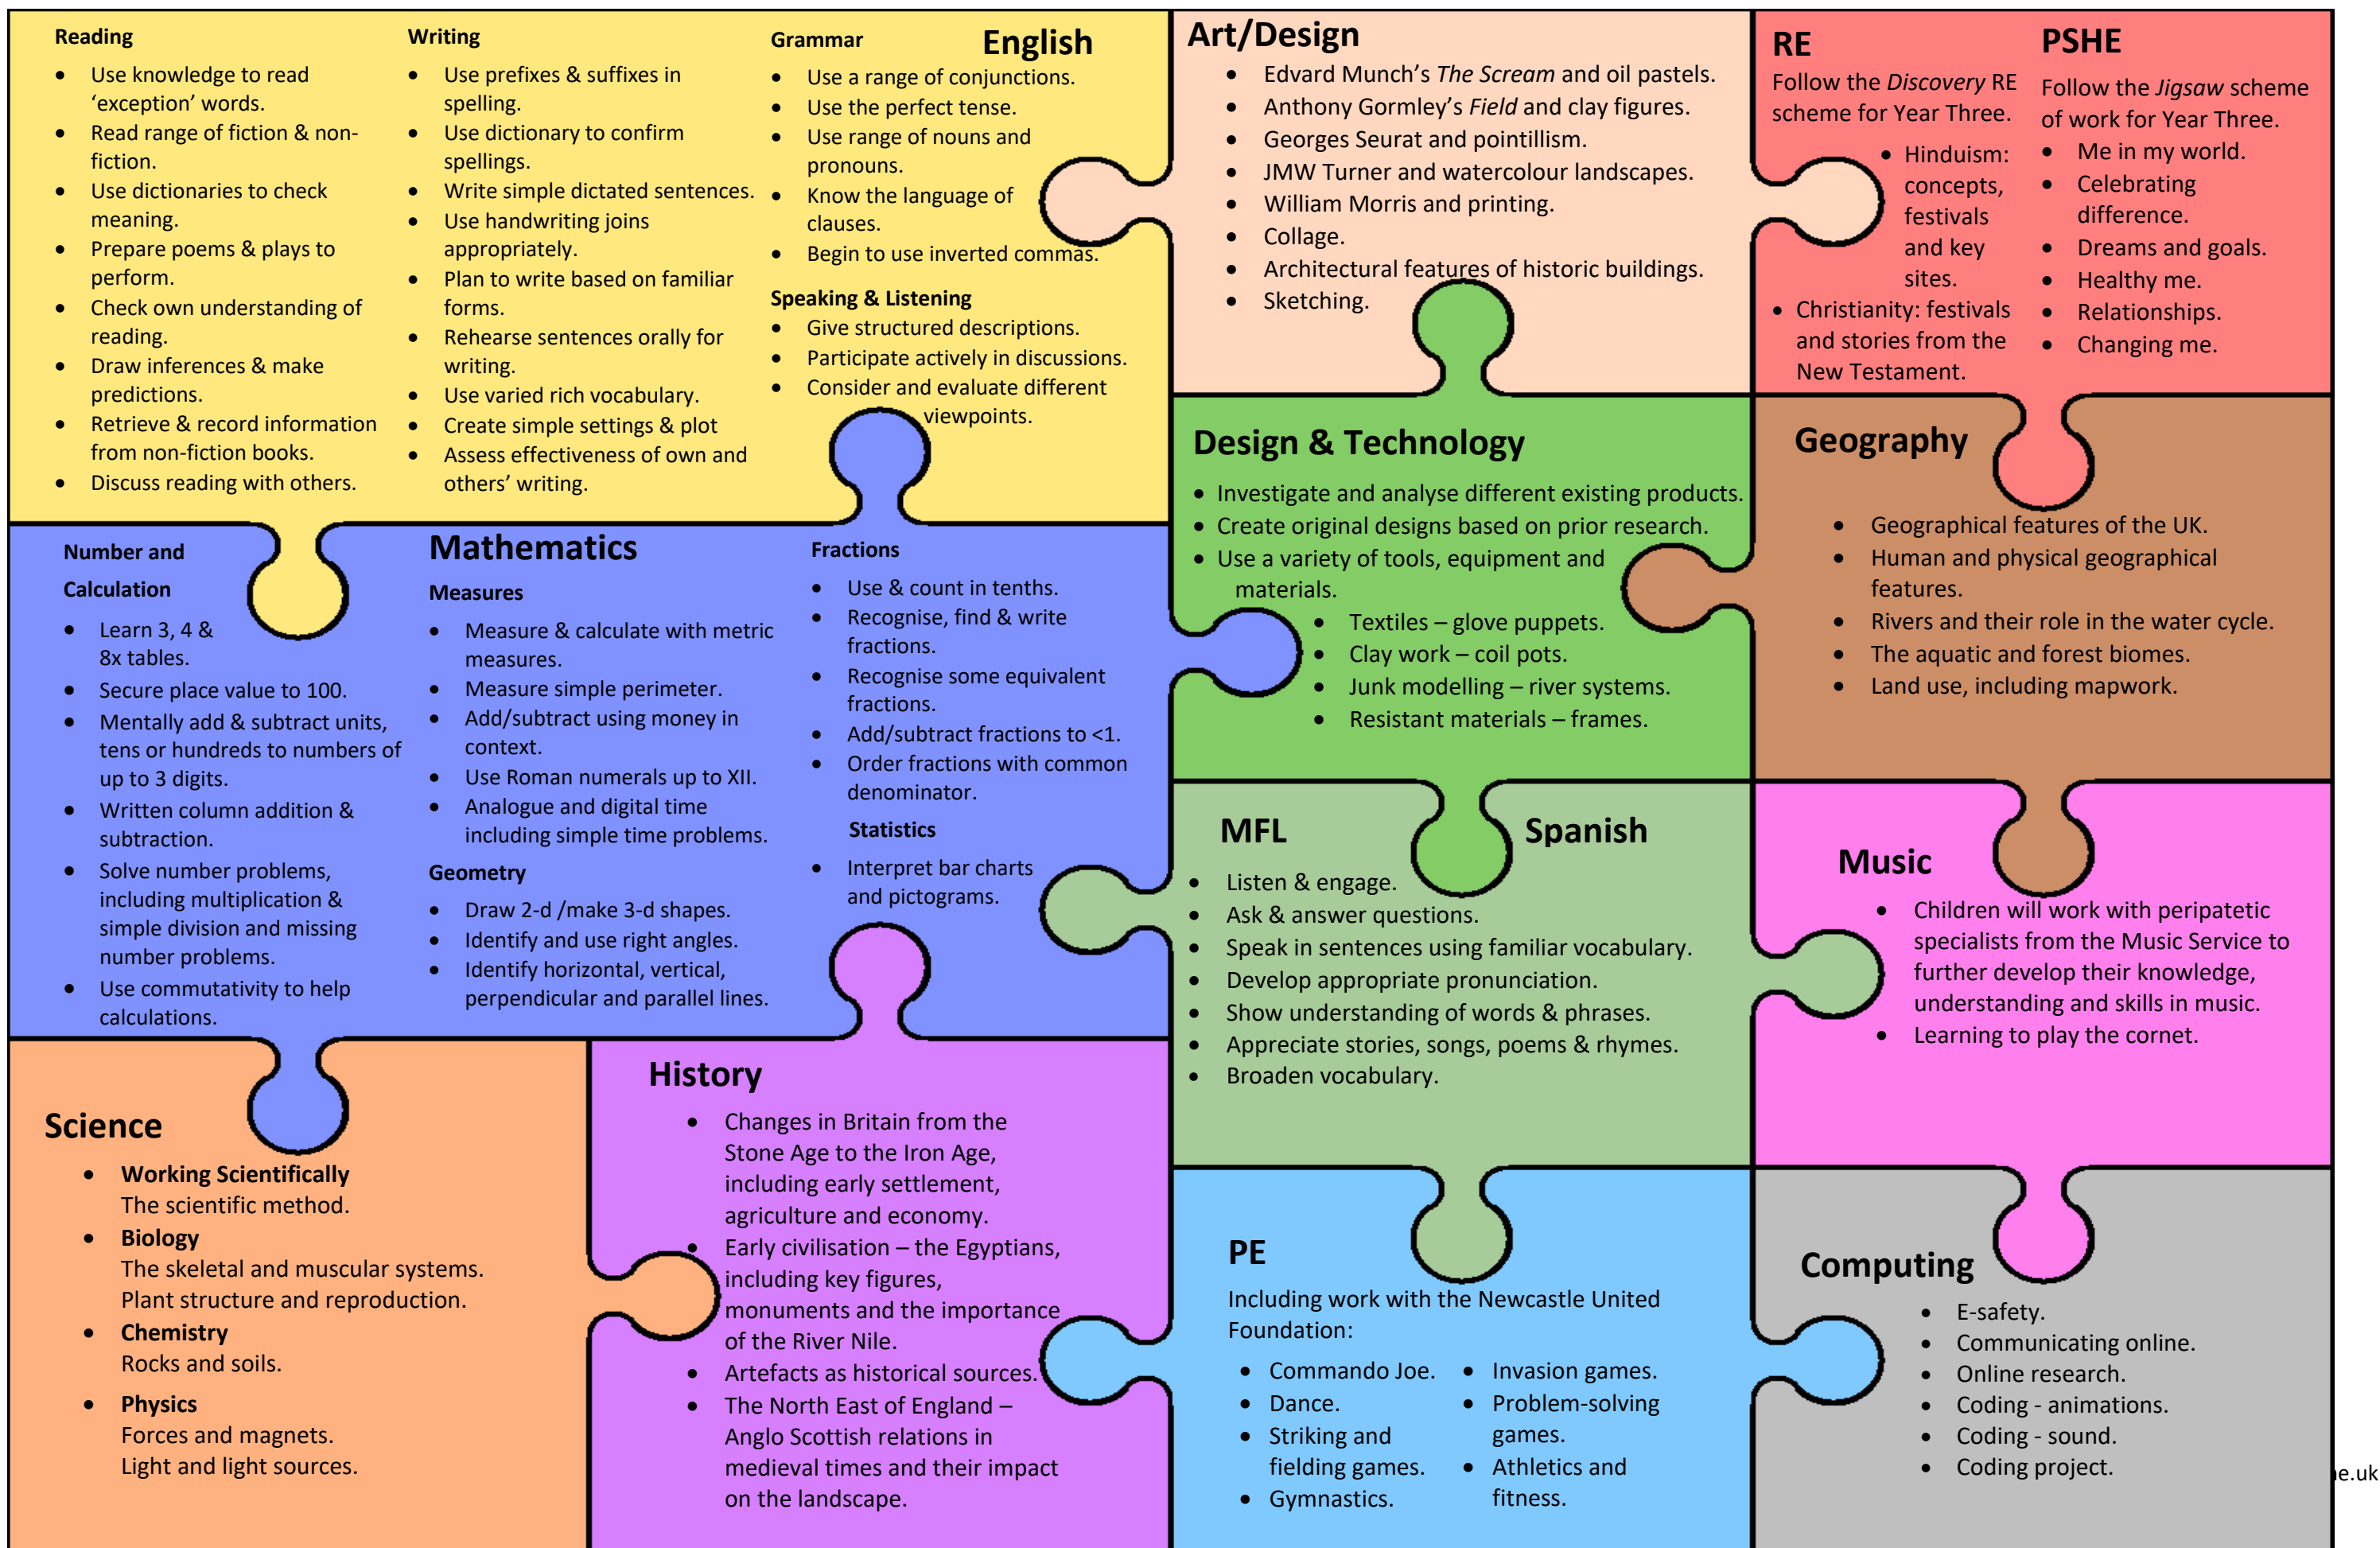 English
Reading
• Use knowledge to read
‘exception’ words.
• Read range of fiction & non-
fiction.
• Use dictionaries to check
meaning.
• Prepare poems & plays to
perform.
• Check own understanding of
reading.
• Draw inferences & make
predictions.
• Retrieve & record information
from non-fiction books.
• Discuss reading with others.
Writing
• Use prefixes & suffixes in
spelling.
• Use dictionary to confirm
spellings.
• Write simple dictated sentences.
• Use handwriting joins
appropriately.
• Plan to write based on familiar
forms.
• Rehearse sentences orally for
writing.
• Use varied rich vocabulary.
• Create simple settings & plot
• Assess effectiveness of own and
others’ writing.
Grammar
• Use a range of conjunctions.
• Use the perfect tense.
• Use range of nouns and
pronouns.
• Know the language of
clauses.
• Begin to use inverted commas.
Speaking & Listening
• Give structured descriptions.
• Participate actively in discussions.
• Consider and evaluate different
viewpoints.
Art/Design
• Edvard Munch’s The Scream and oil pastels.
• Anthony Gormley’s Field and clay figures.
• Georges Seurat and pointillism.
• JMW Turner and watercolour landscapes.
• William Morris and printing.
• Collage.
• Architectural features of historic buildings.
• Sketching.
RE
Follow the Discovery RE
scheme for Year Three.
• Hinduism:
concepts,
festivals
and key
sites.
• Christianity: festivals
and stories from the
New Testament.
PSHE
Follow the Jigsaw scheme
of work for Year Three.
• Me in my world.
• Celebrating
difference.
• Dreams and goals.
• Healthy me.
• Relationships.
• Changing me.
Mathematics
Number and
Calculation
• Learn 3, 4 &
8x tables.
• Secure place value to 100.
• Mentally add & subtract units,
tens or hundreds to numbers of
up to 3 digits.
• Written column addition &
subtraction.
• Solve number problems,
including multiplication &
simple division and missing
number problems.
• Use commutativity to help
calculations.
Measures
• Measure & calculate with metric
measures.
• Measure simple perimeter.
• Add/subtract using money in
context.
• Use Roman numerals up to XII.
• Analogue and digital time
including simple time problems.
Geometry
• Draw 2-d /make 3-d shapes.
• Identify and use right angles.
• Identify horizontal, vertical,
perpendicular and parallel lines.
Fractions
• Use & count in tenths.
• Recognise, find & write
fractions.
• Recognise some equivalent
fractions.
• Add/subtract fractions to <1.
• Order fractions with common
denominator.
Statistics
• Interpret bar charts
and pictograms.
Design & Technology
• Investigate and analyse different existing products.
• Create original designs based on prior research.
• Use a variety of tools, equipment and
materials.
• Textiles – glove puppets.
• Clay work – coil pots.
• Junk modelling – river systems.
• Resistant materials – frames.
Geography
• Geographical features of the UK.
• Human and physical geographical
features.
• Rivers and their role in the water cycle.
• The aquatic and forest biomes.
• Land use, including mapwork.
MFL Spanish
• Listen & engage.
• Ask & answer questions.
• Speak in sentences using familiar vocabulary.
• Develop appropriate pronunciation.
• Show understanding of words & phrases.
• Appreciate stories, songs, poems & rhymes.
• Broaden vocabulary.
Music
• Children will work with peripatetic
specialists from the Music Service to
further develop their knowledge,
understanding and skills in music.
• Learning to play the cornet.
Science
• Working Scientifically
The scientific method.
• Biology
The skeletal and muscular systems.
Plant structure and reproduction.
• Chemistry
Rocks and soils.
• Physics
Forces and magnets.
Light and light sources.
History
• Changes in Britain from the
Stone Age to the Iron Age,
including early settlement,
agriculture and economy.
• Early civilisation – the Egyptians,
including key figures,
monuments and the importance
of the River Nile.
• Artefacts as historical sources.
• The North East of England –
Anglo Scottish relations in
medieval times and their impact
on the landscape.
PE
Including work with the Newcastle United
Foundation:
• Commando Joe.
• Dance.
• Striking and
fielding games.
• Gymnastics.
• Invasion games.
• Problem-solving
games.
• Athletics and
fitness.
Computing
• E-safety.
• Communicating online.
• Online research.
• Coding - animations.
• Coding - sound.
• Coding project.